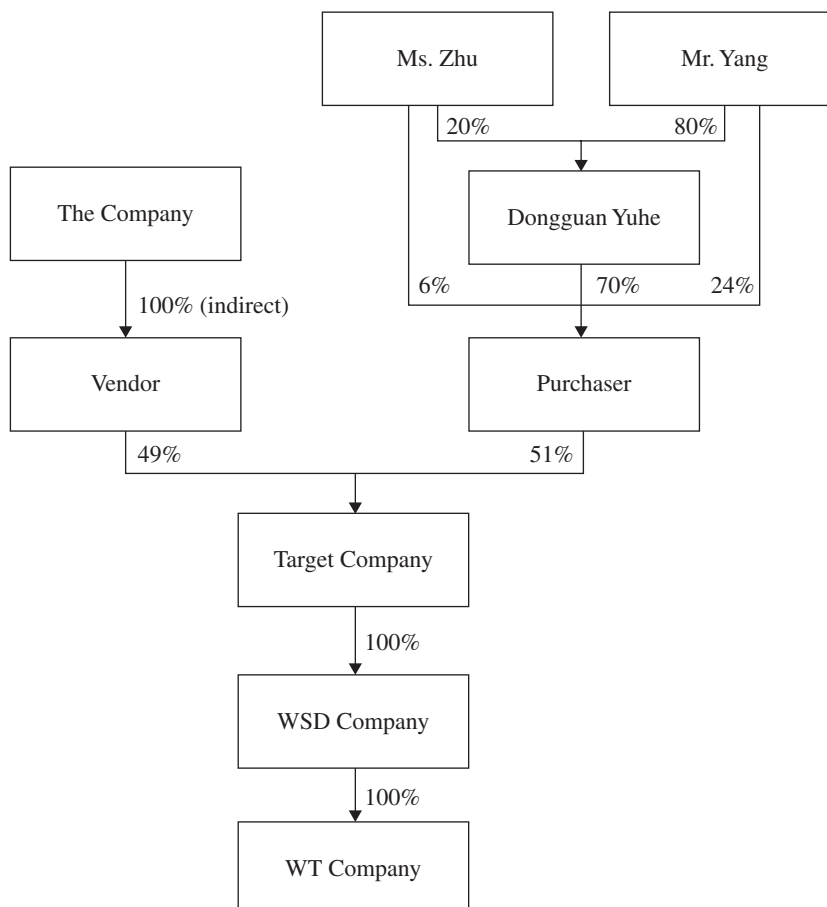 Ms. Zhu
Mr. Yang
20%
80%
The Company
Dongguan Yuhe
6%
70%
24%
100% (indirect)
Vendor
Purchaser
49%
51%
Target Company
100%
WSD Company
100%
WT Company